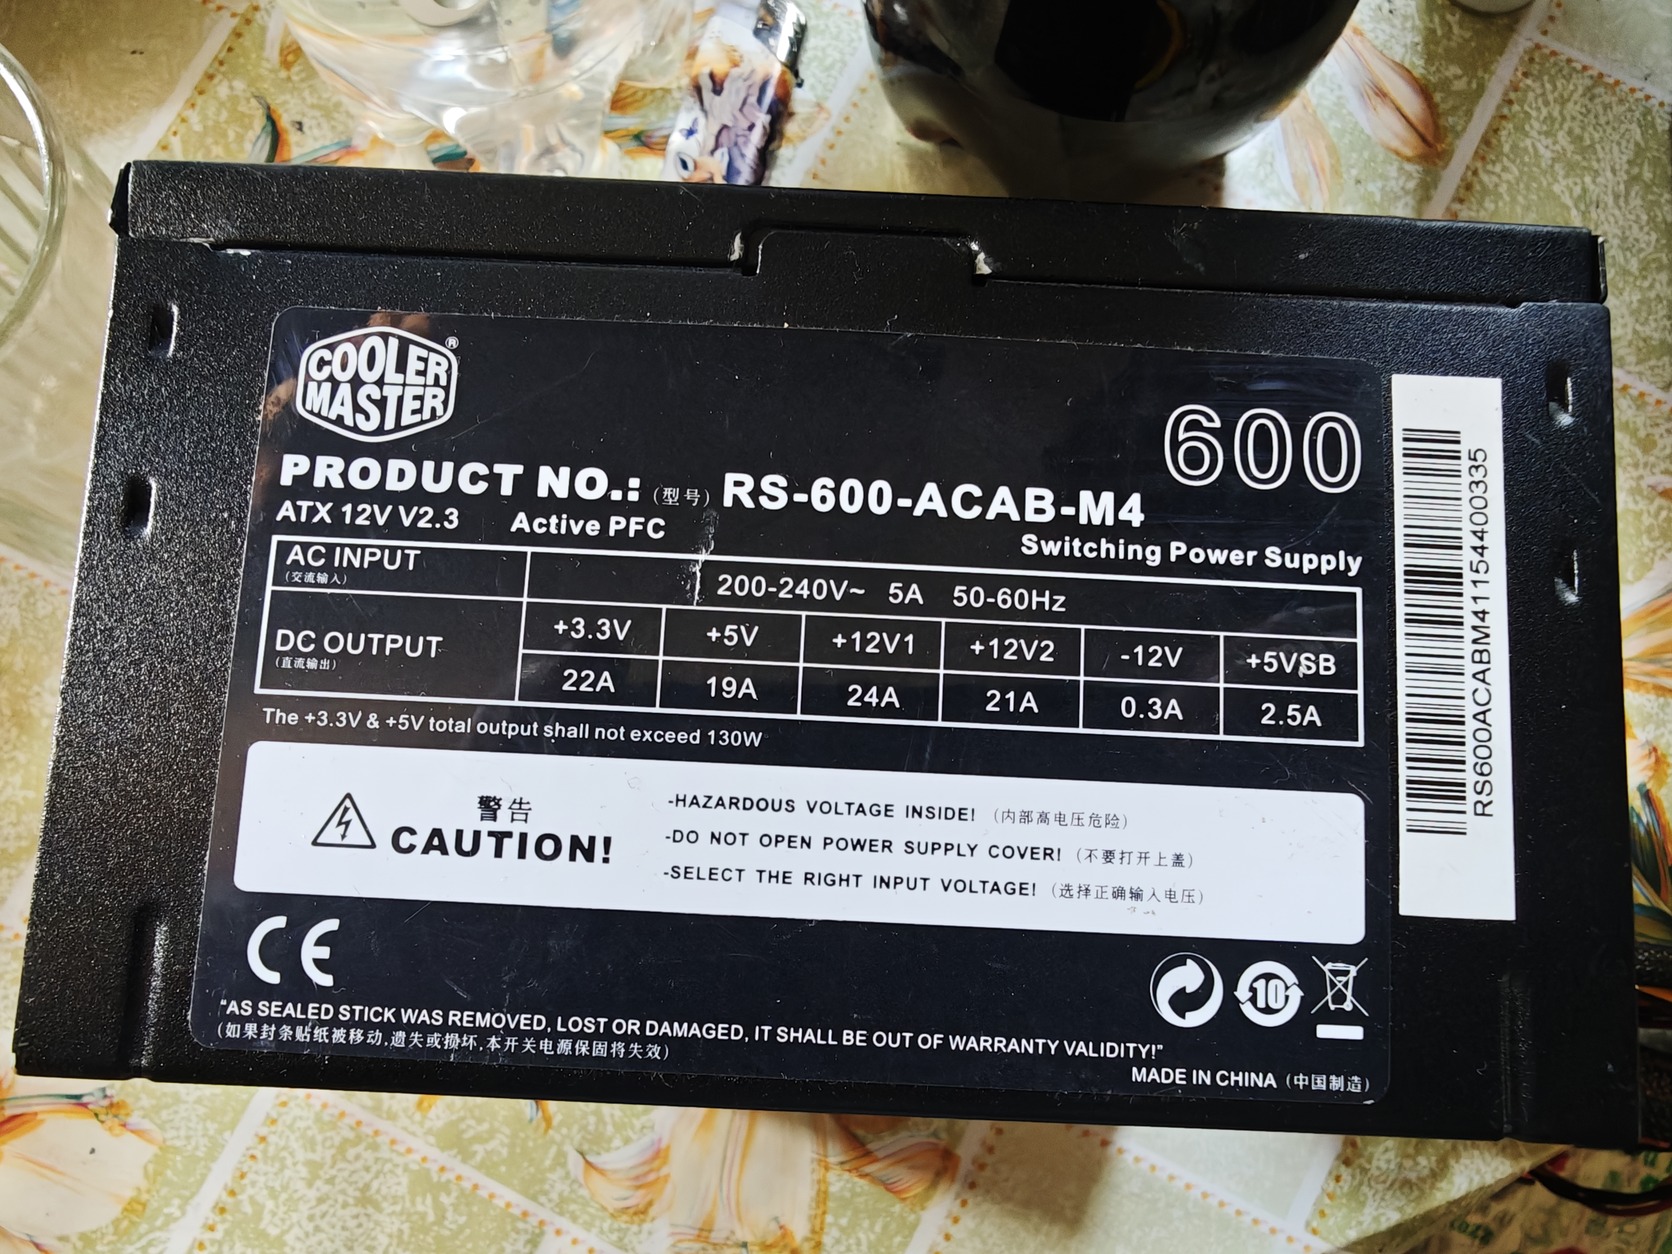 COOLER
MASTER®
600
PRODUCT NO.: (型号) RS-600-ACAB-M4
ATX 12V V2.3 Active PFC Switching Power Supply
AC INPUT 200-240V~ 5A 50-60Hz
(交流输入)
DC OUTPUT +3.3V +5V +12V1 +12V2 -12V +5VSB
(直流输出) 22A 19A 24A 21A 0.3A 2.5A
The +3.3V & +5V total output shall not exceed 130W
警告
CAUTION!
-HAZARDOUS VOLTAGE INSIDE! (内部高电压危险)
-DO NOT OPEN POWER SUPPLY COVER! (不要打开上盖)
-SELECT THE RIGHT INPUT VOLTAGE! (选择正确输入电压)
CE
10
"AS SEALED STICK WAS REMOVED, LOST OR DAMAGED, IT SHALL BE OUT OF WARRANTY VALIDITY!"
(如果封条贴纸被移动,遗失或损坏,本开关电源保固将失效)
MADE IN CHINA (中国制造)
RS600ACABM41154400335